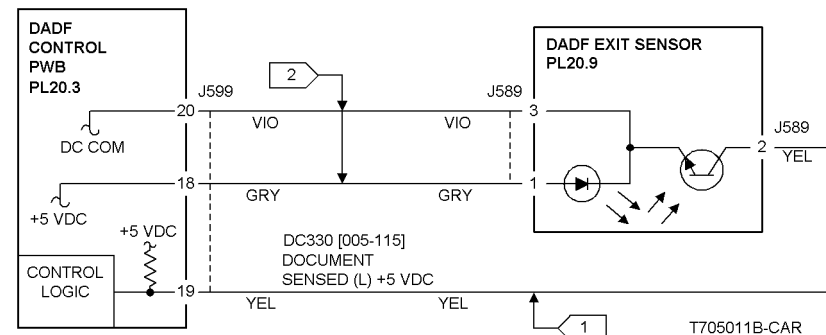 DADF
CONTROL
PWB
PL20.3
DADF EXIT SENSOR
PL20.9
J599
2
J589
20
VIO
VIO
3
DC COM
J589
2
YEL
18
GRY
GRY
1
+5 VDC
+5 VDC
DC330 [005-115]
DOCUMENT
SENSED (L) +5 VDC
CONTROL
LOGIC
19
YEL
YEL
1
T705011B-CAR